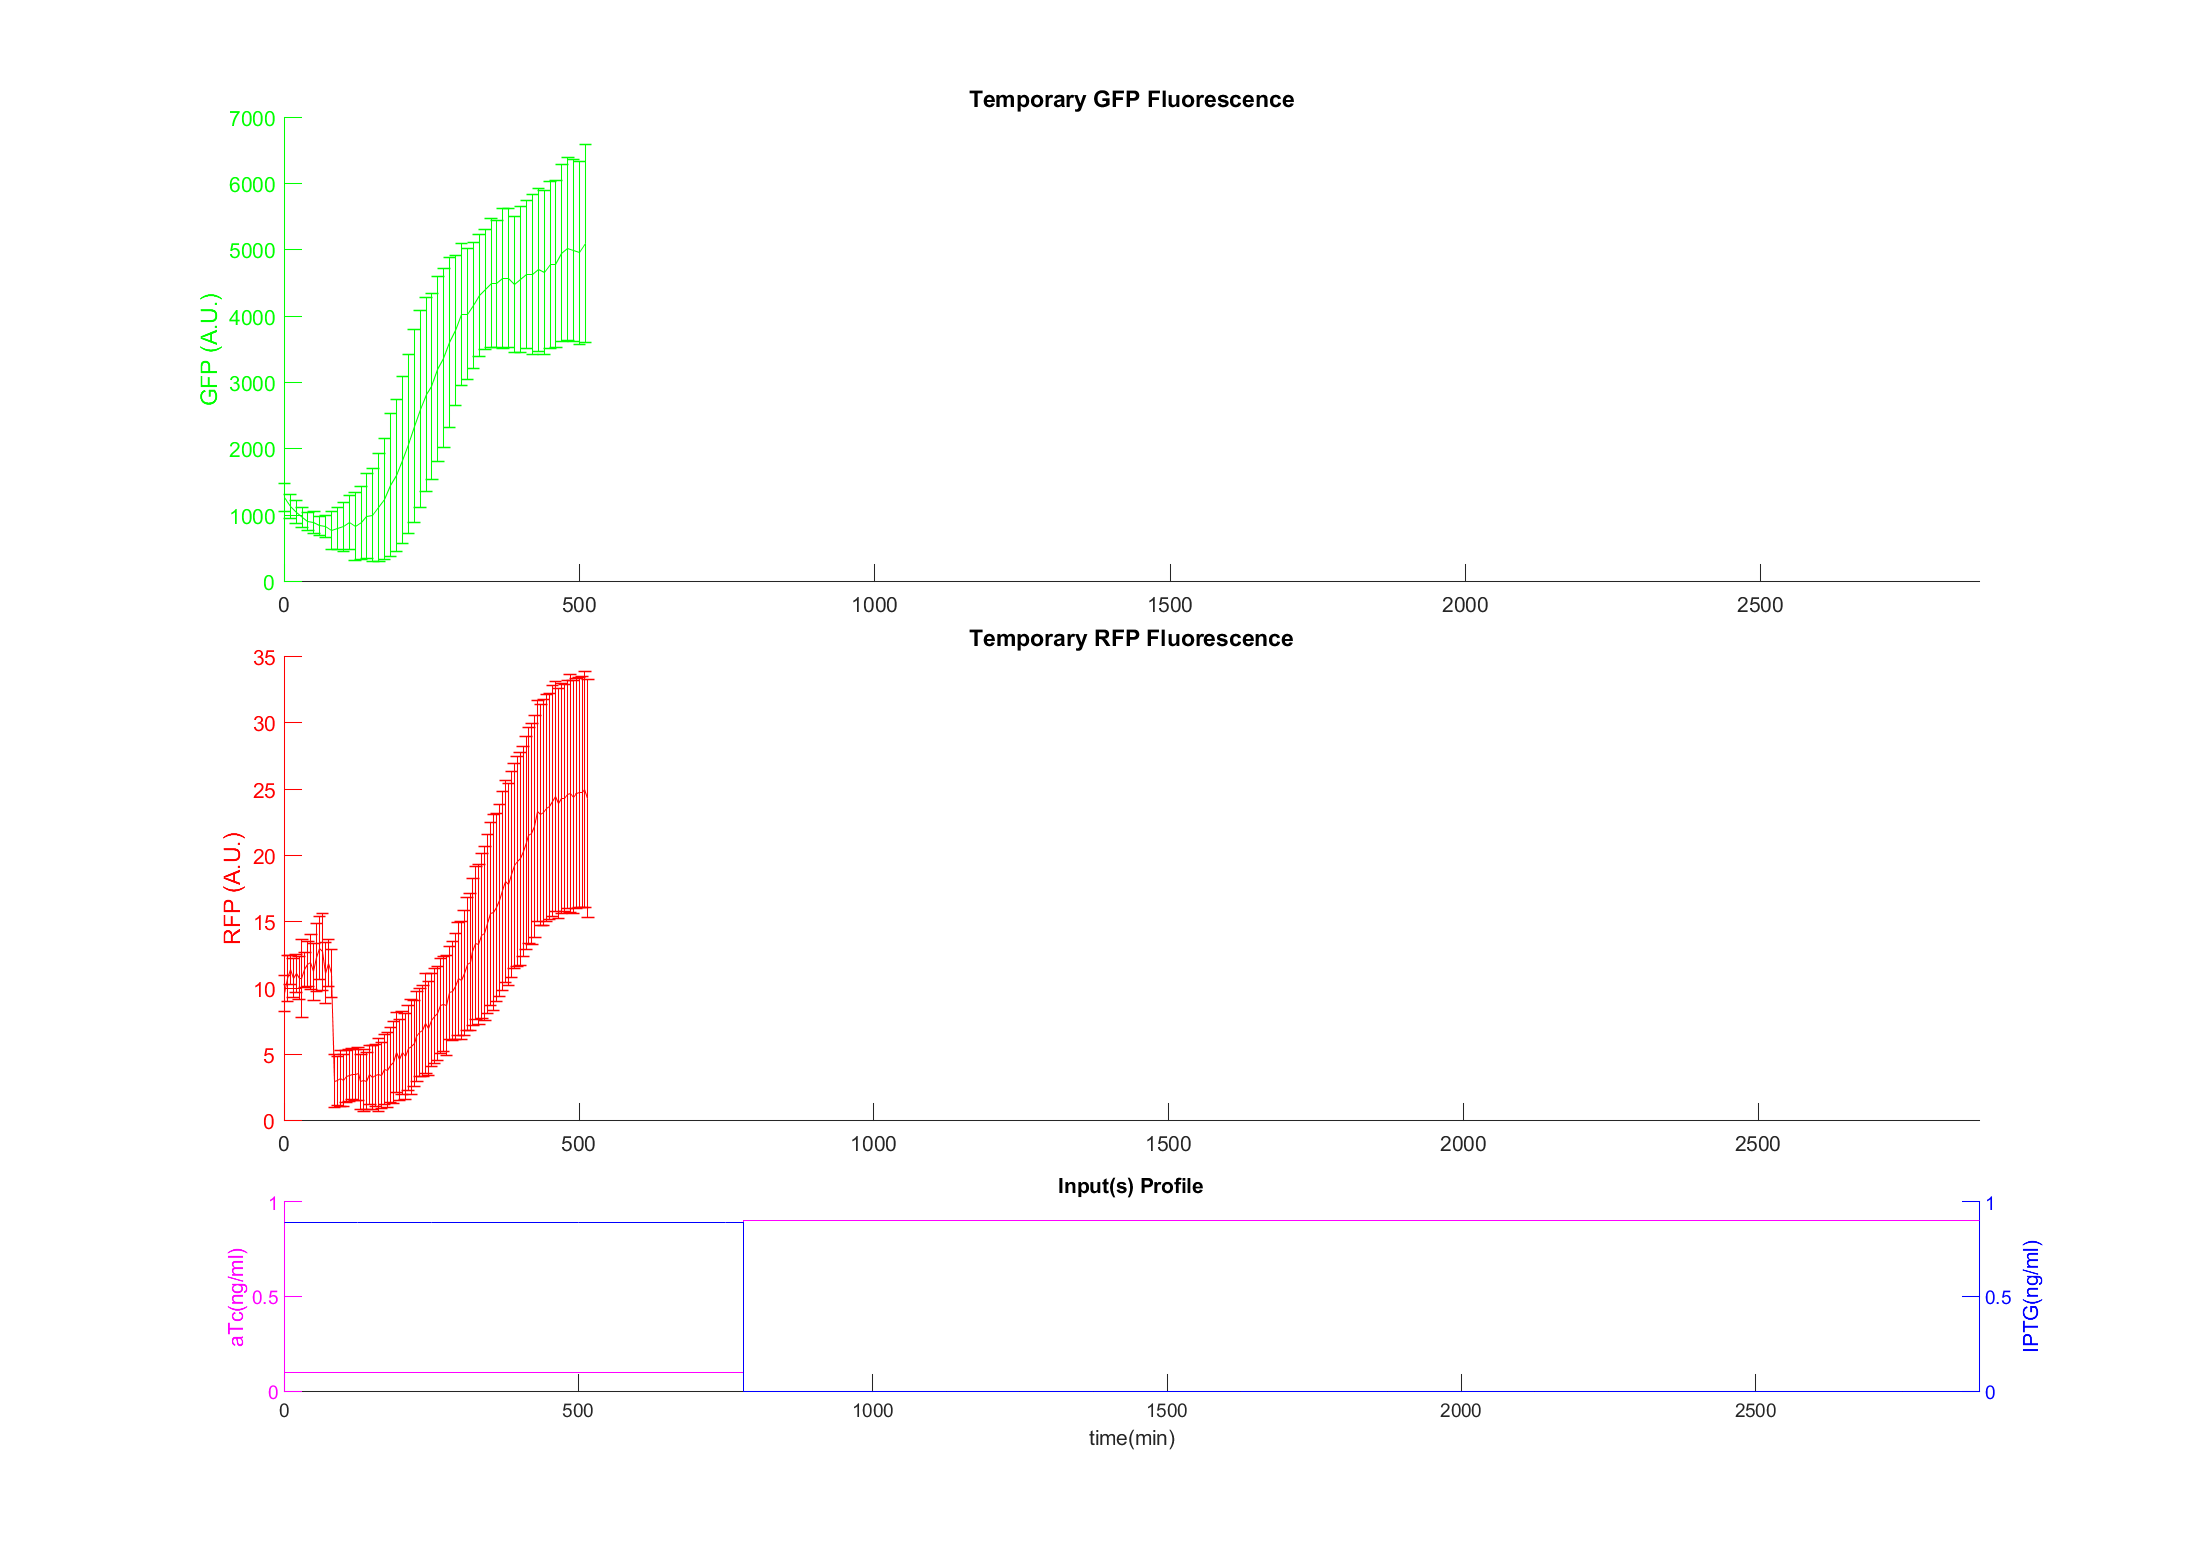 Temporary GFP Fluorescence
7000
6000
5000
4000
3000
2000
1000
0
GFP (A.U.)
0 500 1000 1500 2000 2500
Temporary RFP Fluorescence
35
30
25
20
15
10
5
0
RFP (A.U.)
0 500 1000 1500 2000 2500
Input(s) Profile
1
0.5
0
aTc(ng/ml)
1
0.5
0
IPTG(ng/ml)
0 500 1000 1500 2000 2500
time(min)